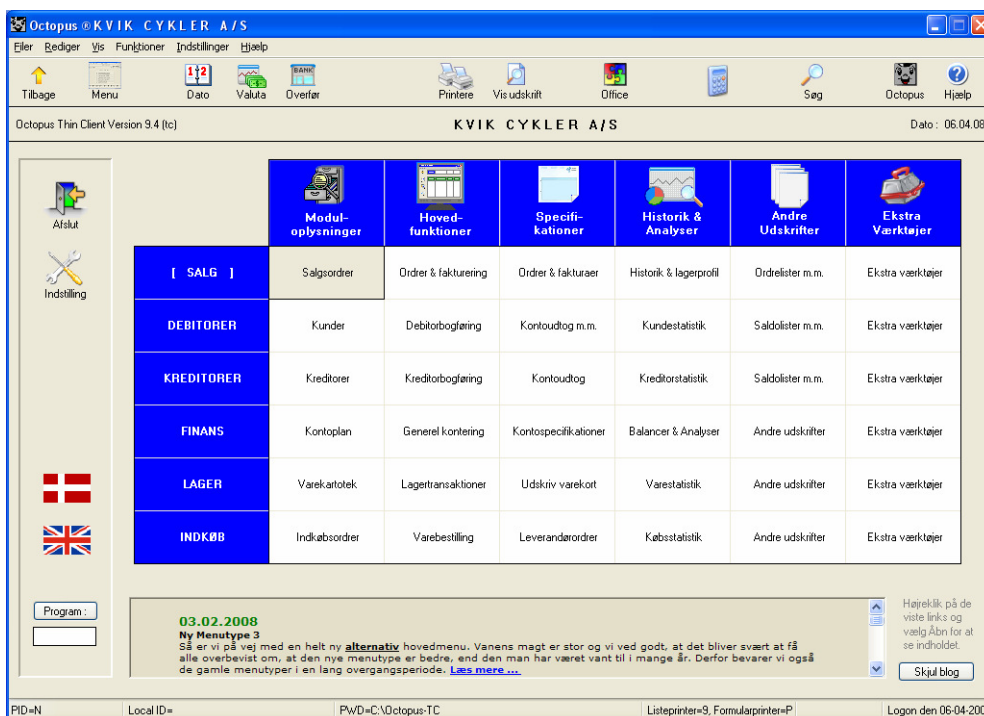 Octopus ® K V I K   C Y K L E R   A / S
Filer Rediger Vis Funktioner Indstillinger Hjælp
1 2 BANK
Tilbage Menu Dato Valuta Overfør Printere Vis udskrift Office Søg Octopus Hjælp
Octopus Thin Client Version 9.4 (tc) KVIK CYKLER A/S Dato : 06.04.08
Afslut
Indstilling
Modul- Hoved- Specifi- Historik & Andre Ekstra
oplysninger funktioner kationer Analyser Udskrifter Værktøjer
[ SALG ] Salgsordrer Ordrer & fakturering Ordrer & fakturaer Historik & lagerprofil Ordrelister m.m. Ekstra værktøjer
DEBITORER Kunder Debitorbogføring Kontoudtog m.m. Kundestatistik Saldolister m.m. Ekstra værktøjer
KREDITORER Kreditorer Kreditorbogføring Kontoudtog Kreditorstatistik Saldolister m.m. Ekstra værktøjer
FINANS Kontoplan Generel kontering Kontospecifikationer Balancer & Analyser Andre udskrifter Ekstra værktøjer
LAGER Varekartotek Lagertransaktioner Udskriv varekort Varestatistik Andre udskrifter Ekstra værktøjer
INDKØB Indkøbsordrer Varebestilling Leverandørordrer Købsstatistik Andre udskrifter Ekstra værktøjer
Program :
03.02.2008
Ny Menutype 3
Så er vi på vej med en helt ny alternativ hovedmenu. Vanens magt er stor og vi ved godt, at det bliver svært at få
alle overbevist om, at den nye menutype er bedre, end den man har været vant til i mange år. Derfor bevarer vi også
de gamle menutyper i en lang overgangsperiode. Læs mere ...
Højreklik på de
viste links og
vælg Åbn for at
se indholdet.
Skjul blog
PID=N Local ID= PWD=C:\Octopus-TC Listeprinter=9, Formularprinter=P Logon den 06-04-200